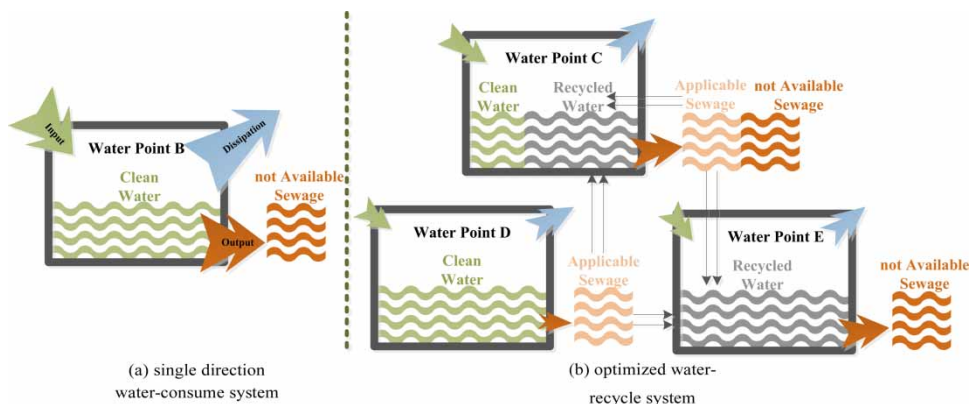 Input
Water Point B
Dissipation
Clean
Water
not Available
Sewage
Output
(a) single direction
water-consume system
Water Point C
Clean
Water
Recycled
Water
Applicable
Sewage
not Available
Sewage
Water Point D
Clean
Water
Applicable
Sewage
Water Point E
Recycled
Water
not Available
Sewage
(b) optimized water-
recycle system